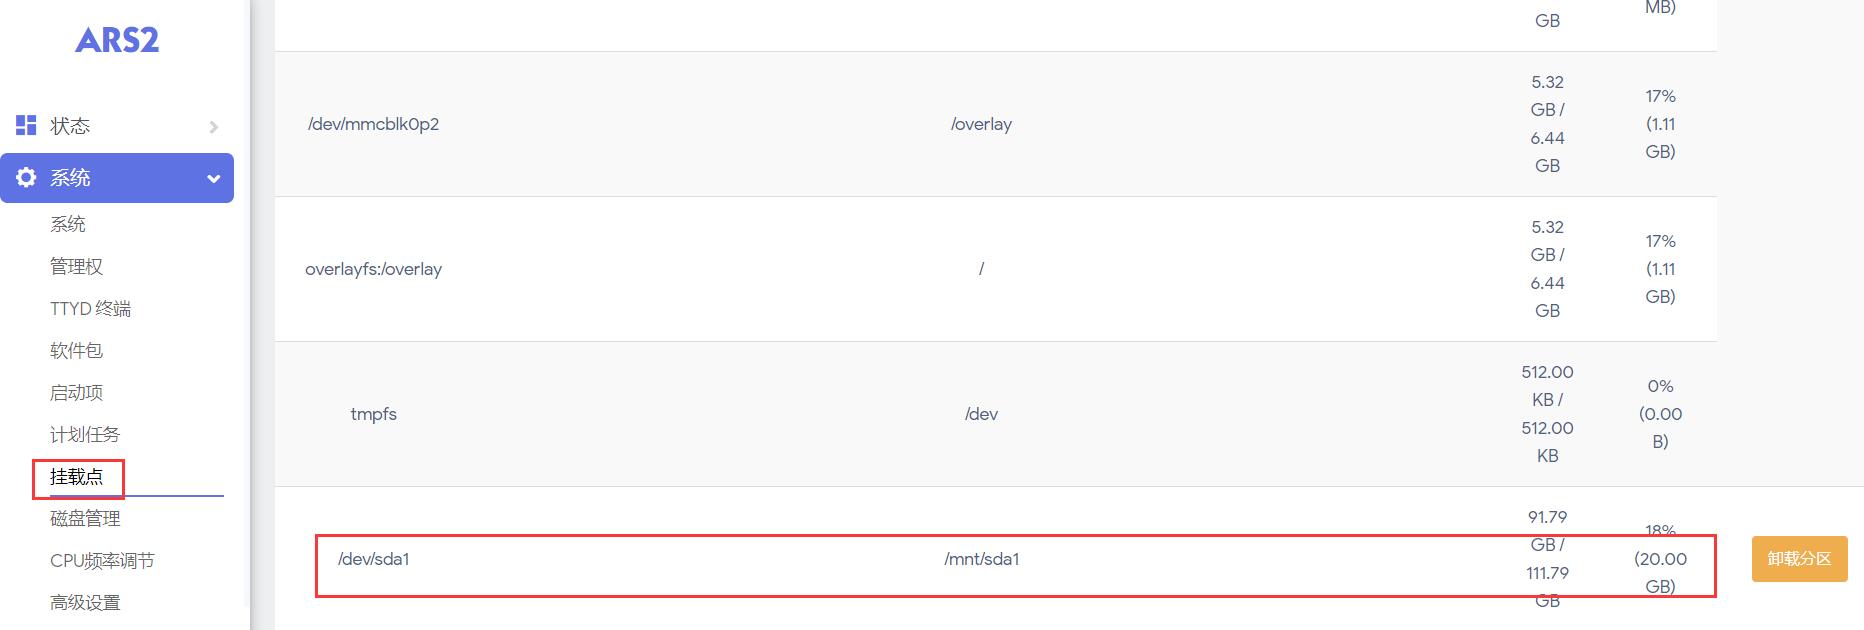 ARS2
状态
系统
系统
管理权
TTYD 终端
软件包
启动项
计划任务
挂载点
磁盘管理
CPU频率调节
高级设置
GB
MB)
/dev/mmcblk0p2
/overlay
5.32
GB /
6.44
GB
17%
(1.11
GB)
overlayfs:/overlay
/
5.32
GB /
6.44
GB
17%
(1.11
GB)
tmpfs
/dev
512.00
KB /
512.00
KB
0%
(0.00
B)
/dev/sda1
/mnt/sda1
91.79
GB /
111.79
GB
18%
(20.00
GB)
卸载分区